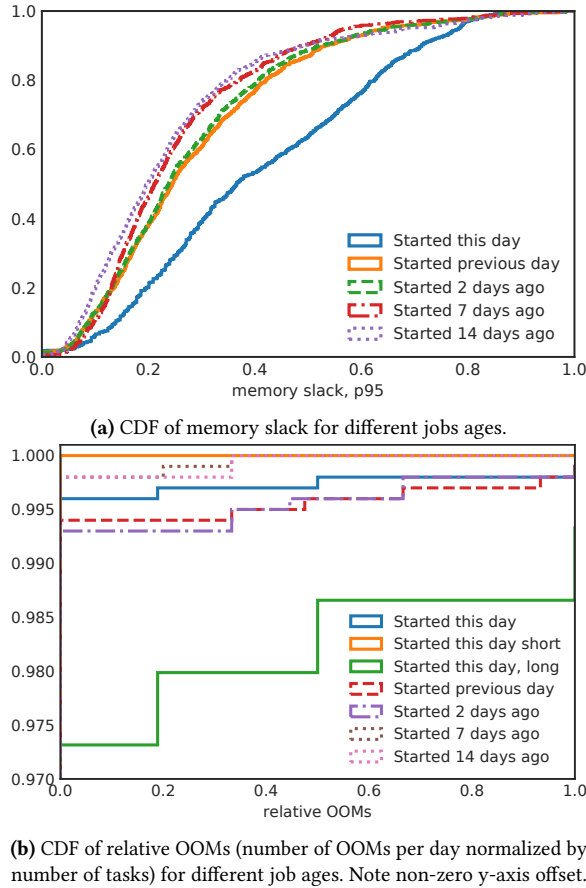 1.0
0.8
0.6
0.4
0.2
0.0
0.0 0.2 0.4 0.6 0.8 1.0
memory slack, p95
Started this day
Started previous day
Started 2 days ago
Started 7 days ago
Started 14 days ago
(a) CDF of memory slack for different jobs ages.
1.000
0.995
0.990
0.985
0.980
0.975
0.970
0.0 0.2 0.4 0.6 0.8 1.0
relative OOMs
Started this day
Started this day short
Started this day, long
Started previous day
Started 2 days ago
Started 7 days ago
Started 14 days ago
(b) CDF of relative OOMs (number of OOMs per day normalized by
number of tasks) for different job ages. Note non-zero y-axis offset.